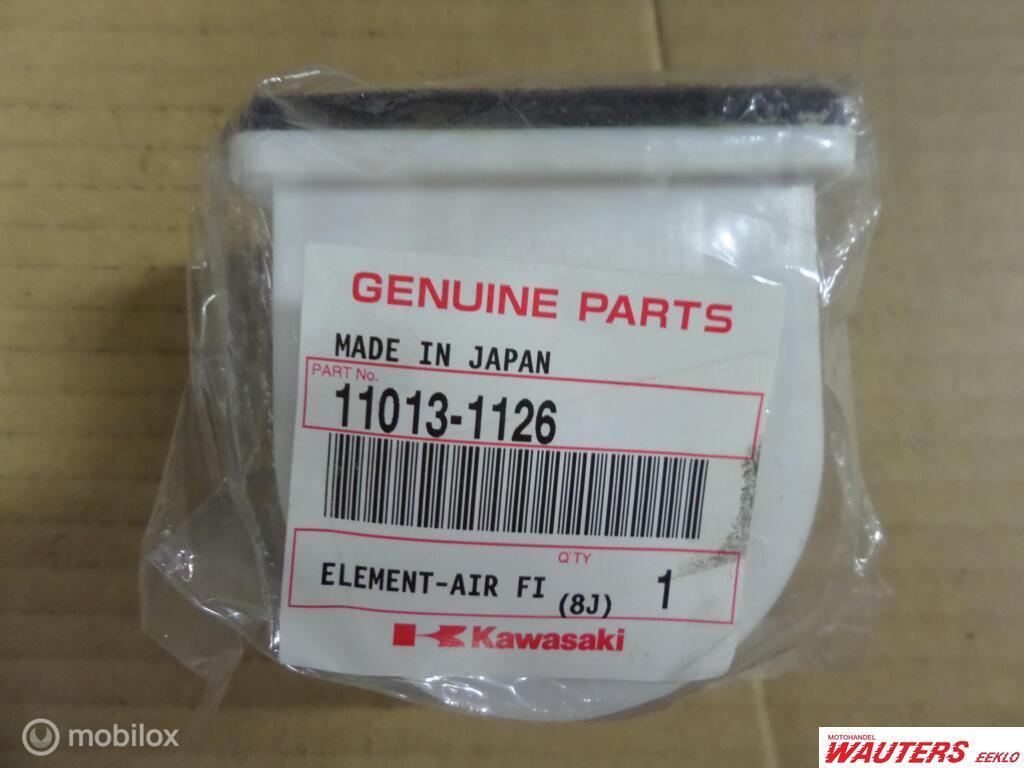 GENUINE PARTS
MADE IN JAPAN
PART No.
11013-1126
Q'TY
ELEMENT-AIR FI (8J) 1
Kawasaki
mobilox
MOTOHANDEL
WAUTERS EEKLO